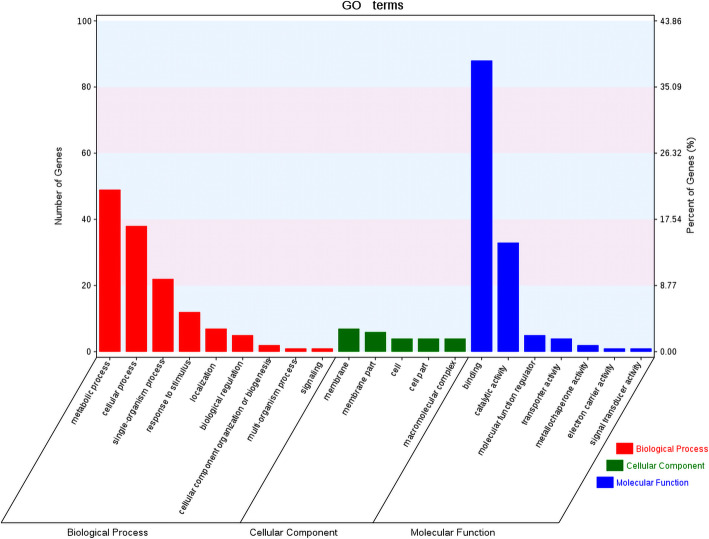 GO terms
Number of Genes
100
80
60
40
20
0
43.86
35.09
26.32
17.54
8.77
0.00
Percent of Genes (%)
metabolic process
cellular process
single-organism process
response to stimulus
localization
biological regulation
cellular component organization or biogenesis
multi-organism process
signaling
membrane
membrane part
cell
cell part
macromolecular complex
binding
catalytic activity
molecular function regulator
transporter activity
metallochaperone activity
electron carrier activity
signal transducer activity
Biological Process
Cellular Component
Molecular Function
Biological Process
Cellular Component
Molecular Function